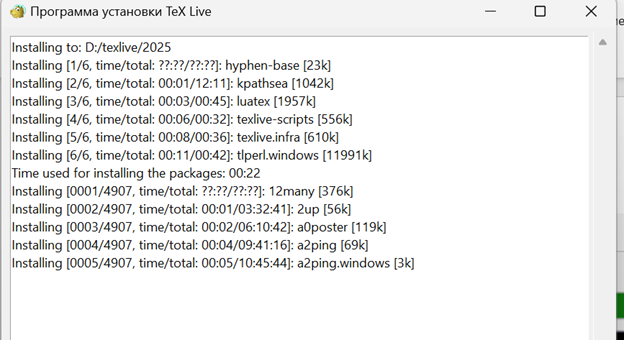 Программа установки TeX Live
Installing to: D:/texlive/2025
Installing [1/6, time/total: ??:??/??:??]: hyphen-base [23k]
Installing [2/6, time/total: 00:01/12:11]: kpathsea [1042k]
Installing [3/6, time/total: 00:03/00:45]: luatex [1957k]
Installing [4/6, time/total: 00:06/00:32]: texlive-scripts [556k]
Installing [5/6, time/total: 00:08/00:36]: texlive.infra [610k]
Installing [6/6, time/total: 00:11/00:42]: tlperl.windows [11991k]
Time used for installing the packages: 00:22
Installing [0001/4907, time/total: ??:??/??:??]: 12many [376k]
Installing [0002/4907, time/total: 00:01/03:32:41]: 2up [56k]
Installing [0003/4907, time/total: 00:02/06:10:42]: a0poster [119k]
Installing [0004/4907, time/total: 00:04/09:41:16]: a2ping [69k]
Installing [0005/4907, time/total: 00:05/10:45:44]: a2ping.windows [3k]